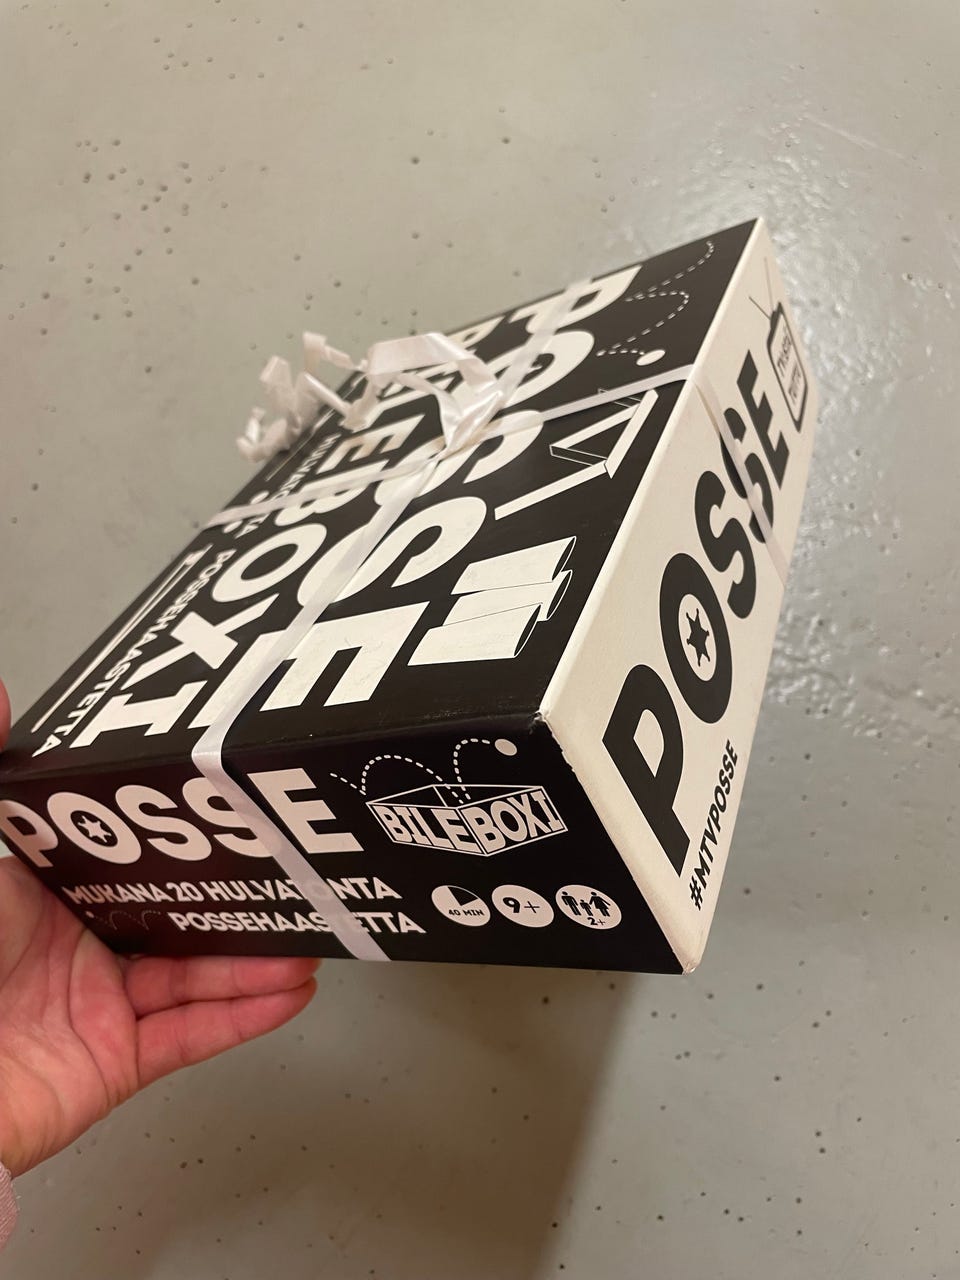 POSSE
BILEBOXI
POSSEHAASTETTA
POSSE
BILEBOXI
MUKANA 20 HULVATONTA
POSSEHAASTETTA
40 MIN
9+
2+
POSSE
#MTVPOSSE